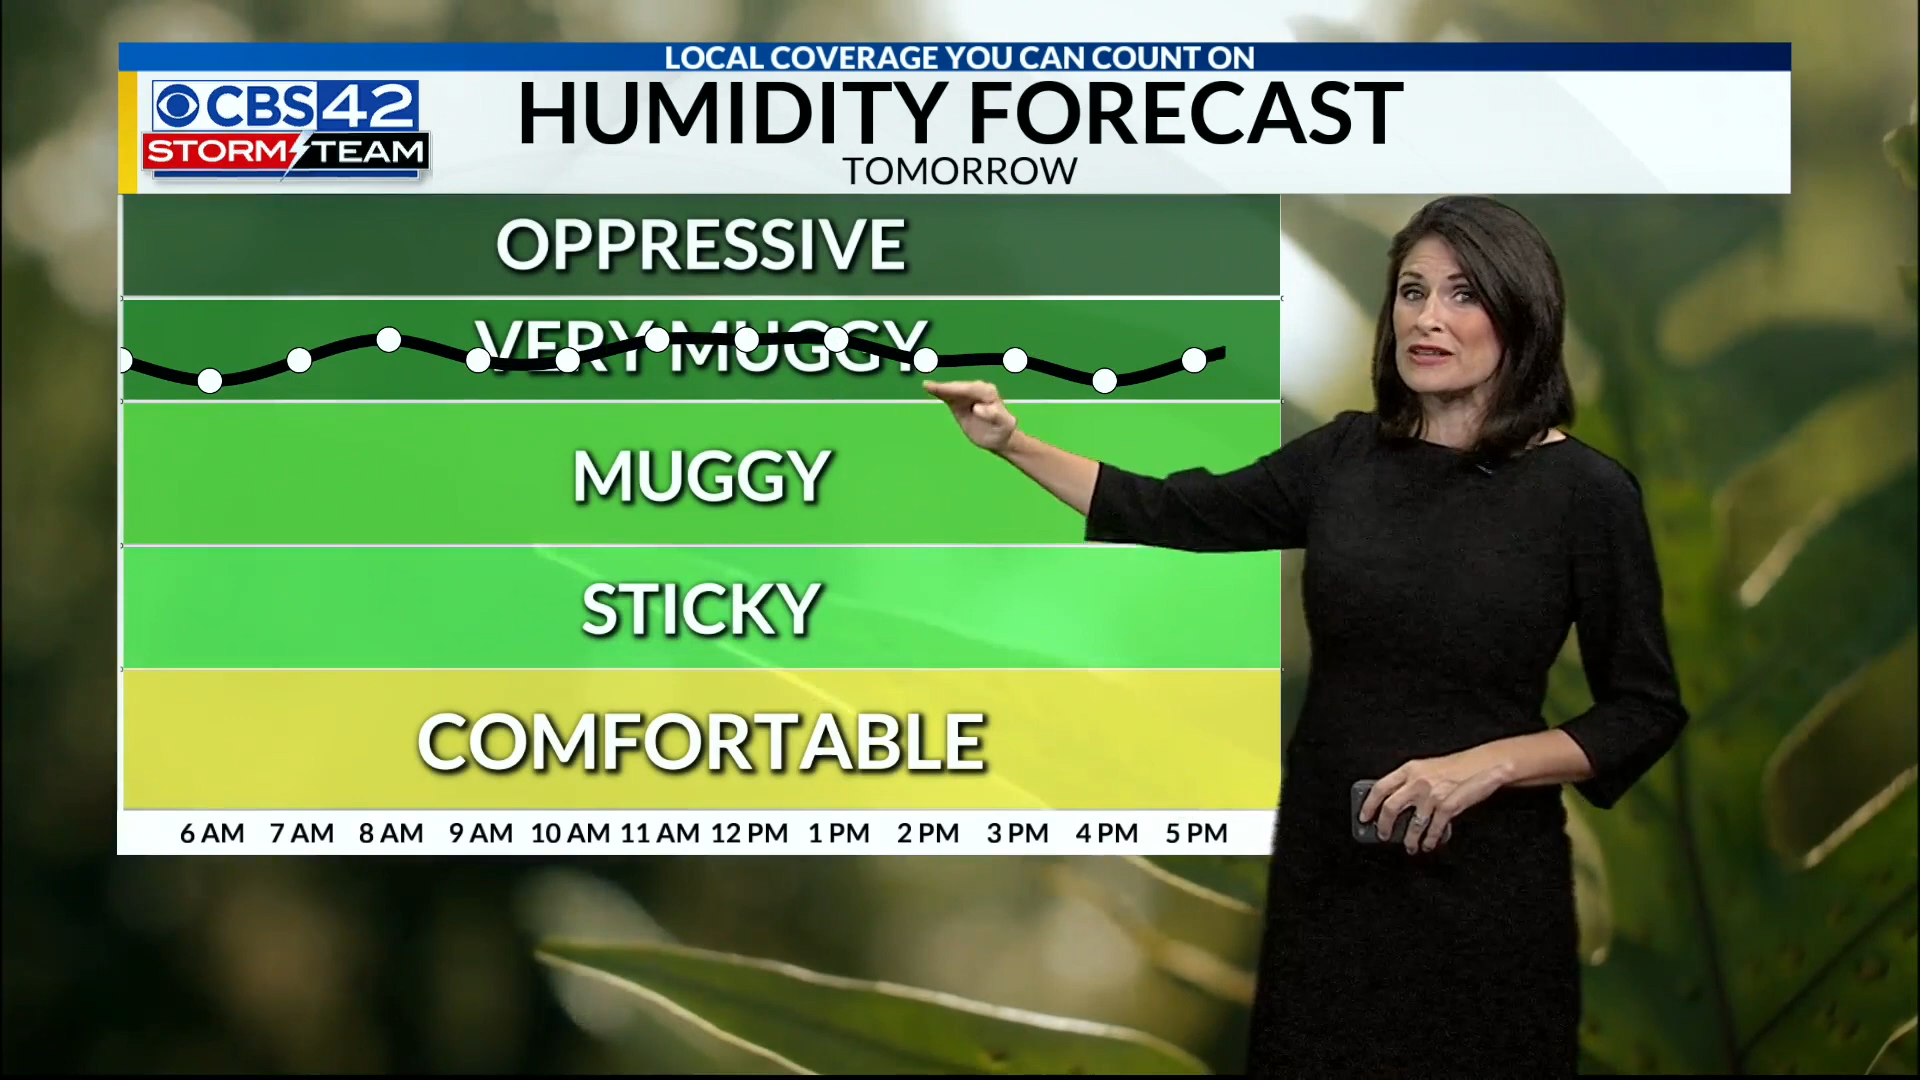 LOCAL COVERAGE YOU CAN COUNT ON
CBS 42
STORM TEAM
HUMIDITY FORECAST
TOMORROW
OPPRESSIVE
VERY MUGGY
MUGGY
STICKY
COMFORTABLE
6 AM 7 AM 8 AM 9 AM 10 AM 11 AM 12 PM 1 PM 2 PM 3 PM 4 PM 5 PM